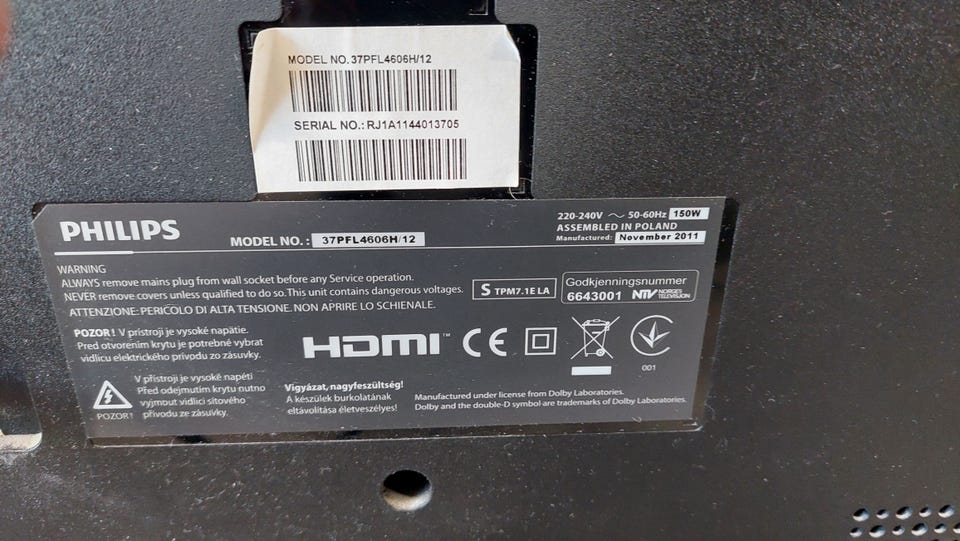 MODEL NO. 37PFL4606H/12
SERIAL NO.: RJ1A1144013705
PHILIPS
MODEL NO. : 37PFL4606H/12
220-240V ~ 50-60Hz 150W
ASSEMBLED IN POLAND
Manufactured: November 2011
WARNING
ALWAYS remove mains plug from wall socket before any Service operation.
NEVER remove covers unless qualified to do so. This unit contains dangerous voltages.
ATTENZIONE: PERICOLO DI ALTA TENSIONE. NON APRIRE LO SCHIENALE.
S TPM7.1E LA
Godkjenningsnummer
6643001 NTV NORGES
TELEVISJON
POZOR! V prístroji je vysoké napätie.
Pred otvorením krytu je potrebné vybrat
vidlicu elektrického prívodu zo zásuvky.
HDMI™ CE
001
POZOR!
V přístroji je vysoké napětí
Před odejmutím krytu nutno
vyjmout vidlici síťového
přívodu ze zásuvky.
Vigyázat, nagyfeszültség!
A készülek burkolatának
eltávolítása életveszélyes!
Manufactured under license from Dolby Laboratories.
Dolby and the double-D symbol are trademarks of Dolby Laboratories.